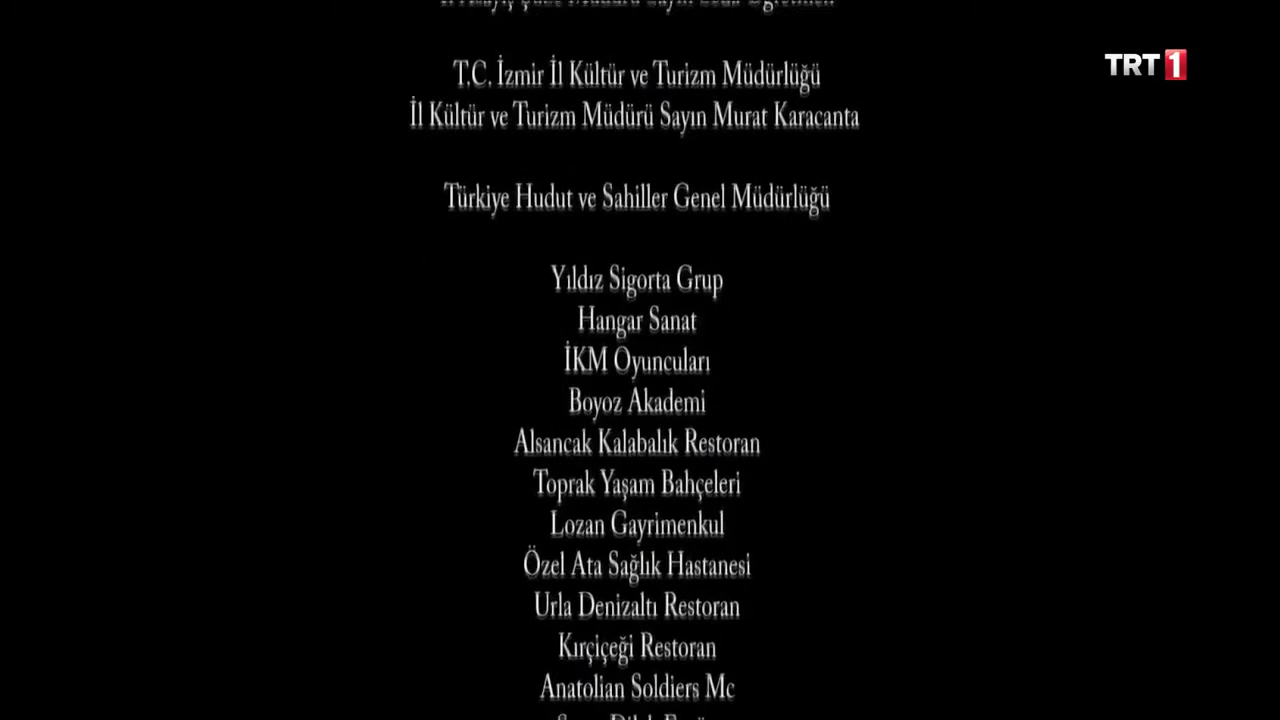 TRT 1
T.C. İzmir İl Kültür ve Turizm Müdürlüğü
İl Kültür ve Turizm Müdürü Sayın Murat Karacanta
Türkiye Hudut ve Sahiller Genel Müdürlüğü
Yıldız Sigorta Grup
Hangar Sanat
İKM Oyuncuları
Boyoz Akademi
Alsancak Kalabalık Restoran
Toprak Yaşam Bahçeleri
Lozan Gayrimenkul
Özel Ata Sağlık Hastanesi
Urla Denizaltı Restoran
Kırçiçeği Restoran
Anatolian Soldiers Mc